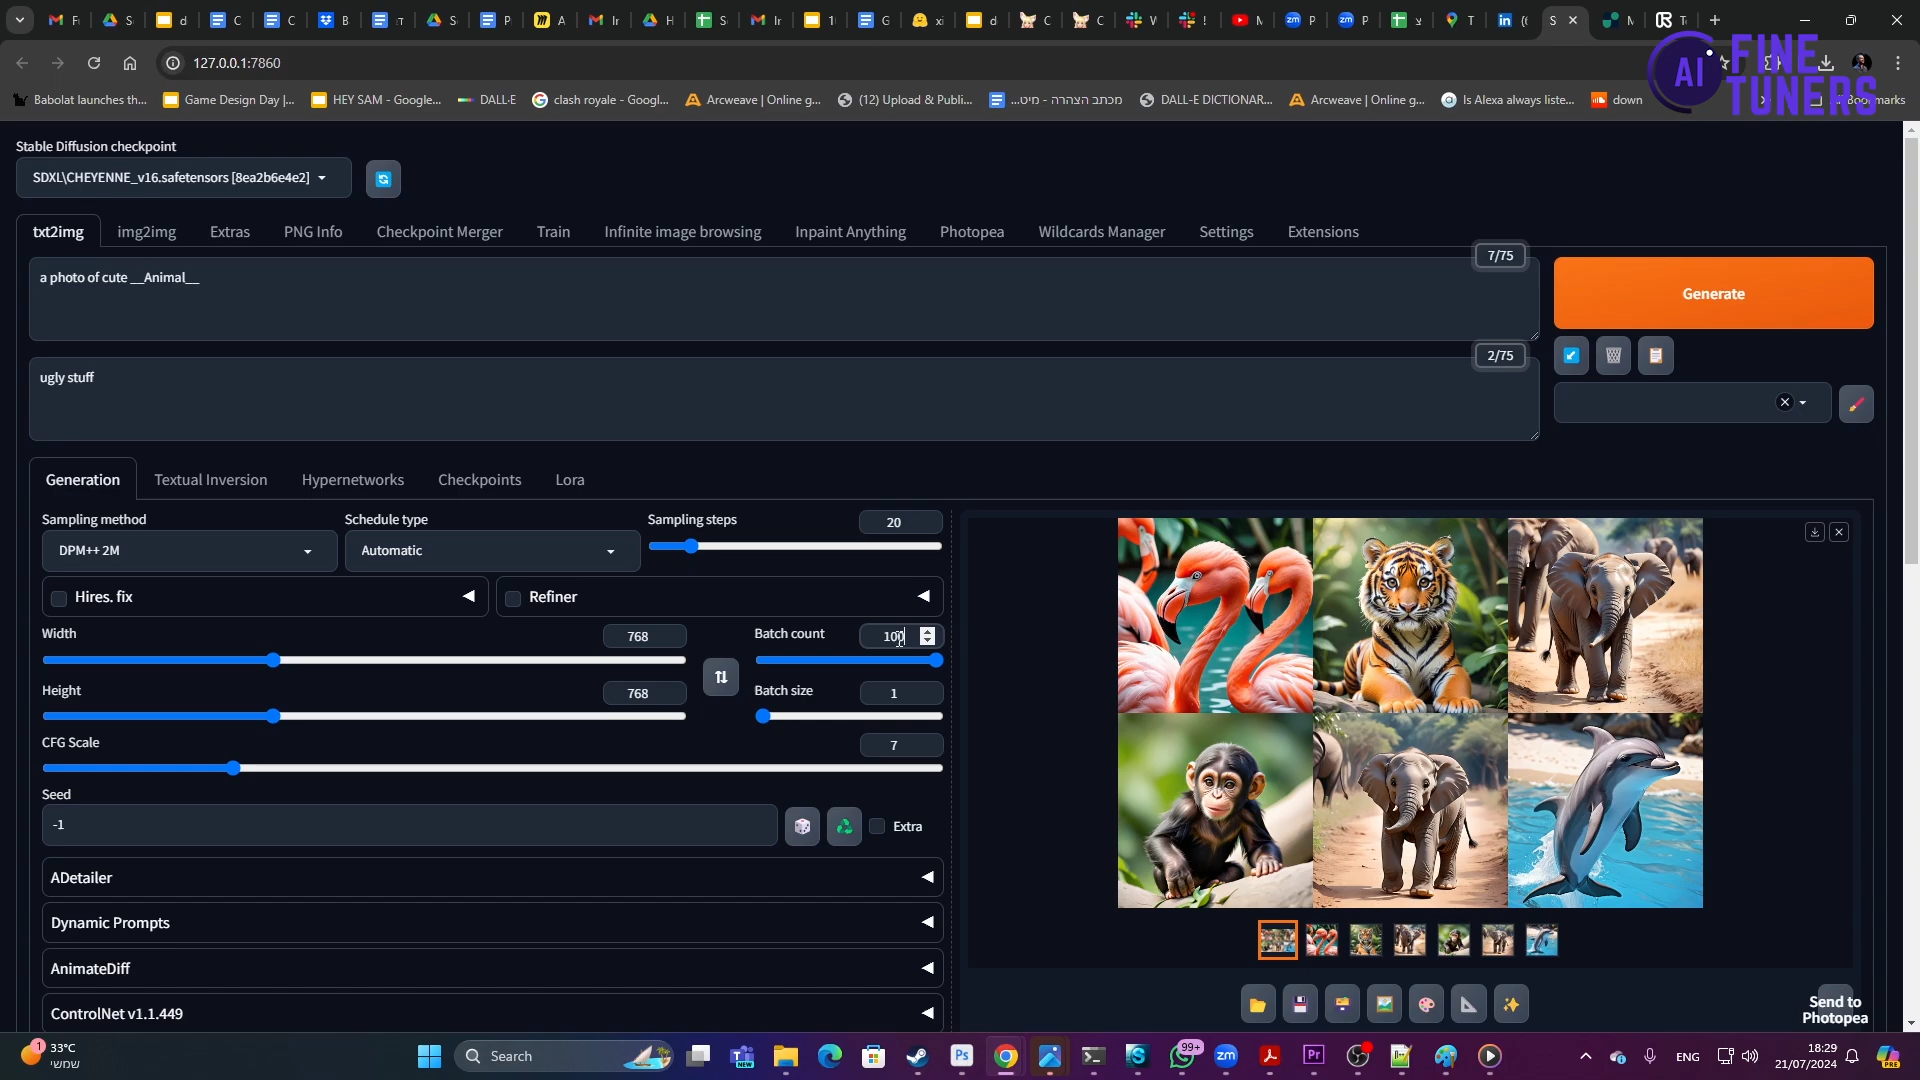 127.0.0.1:7860
Babolat launches th...
Game Design Day |...
HEY SAM - Google...
DALL·E
clash royale - Googl...
Arcweave | Online g...
(12) Upload & Publi...
מכתב הצהרה - מיט...
DALL-E DICTIONAR...
Arcweave | Online g...
Is Alexa always liste...
down
AI FINE TUNERS
Stable Diffusion checkpoint
SDXL\CHEYENNE_v16.safetensors [8ea2b6e4e2]
txt2img
img2img
Extras
PNG Info
Checkpoint Merger
Train
Infinite image browsing
Inpaint Anything
Photopea
Wildcards Manager
Settings
Extensions
a photo of cute __Animal__
7/75
Generate
ugly stuff
2/75
Generation
Textual Inversion
Hypernetworks
Checkpoints
Lora
Sampling method
DPM++ 2M
Schedule type
Automatic
Sampling steps
20
Hires. fix
Refiner
Width
768
Batch count
100
Height
768
Batch size
1
CFG Scale
7
Seed
-1
Extra
ADetailer
Dynamic Prompts
AnimateDiff
ControlNet v1.1.449
Send to
Photopea
33°C
שמשי
Search
99+
ENG
18:29
21/07/2024